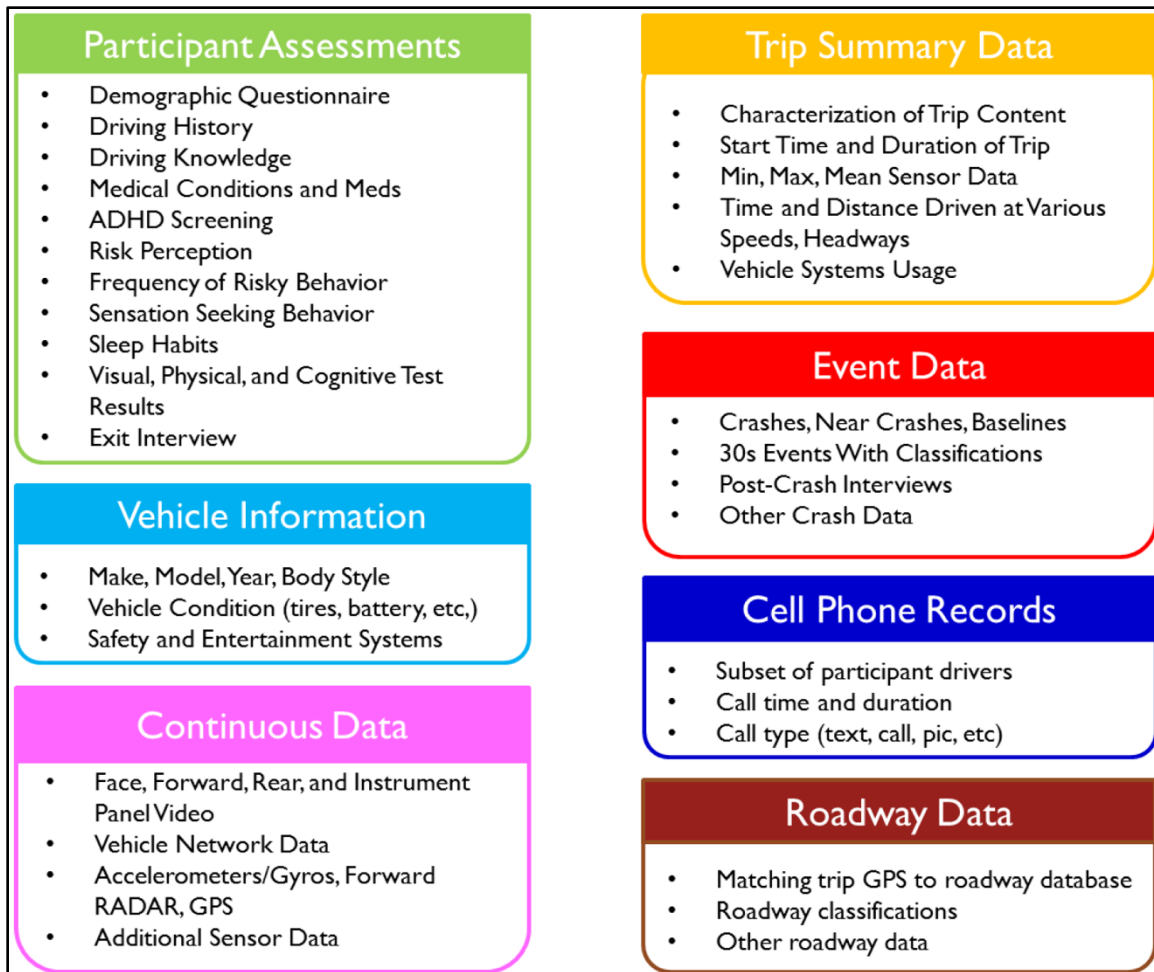 Participant Assessments
• Demographic Questionnaire
• Driving History
• Driving Knowledge
• Medical Conditions and Meds
• ADHD Screening
• Risk Perception
• Frequency of Risky Behavior
• Sensation Seeking Behavior
• Sleep Habits
• Visual, Physical, and Cognitive Test
Results
• Exit Interview
Vehicle Information
• Make, Model, Year, Body Style
• Vehicle Condition (tires, battery, etc,)
• Safety and Entertainment Systems
Continuous Data
• Face, Forward, Rear, and Instrument
Panel Video
• Vehicle Network Data
• Accelerometers/Gyros, Forward
RADAR, GPS
• Additional Sensor Data
Trip Summary Data
• Characterization of Trip Content
• Start Time and Duration of Trip
• Min, Max, Mean Sensor Data
• Time and Distance Driven at Various
Speeds, Headways
• Vehicle Systems Usage
Event Data
• Crashes, Near Crashes, Baselines
• 30s Events With Classifications
• Post-Crash Interviews
• Other Crash Data
Cell Phone Records
• Subset of participant drivers
• Call time and duration
• Call type (text, call, pic, etc)
Roadway Data
• Matching trip GPS to roadway database
• Roadway classifications
• Other roadway data